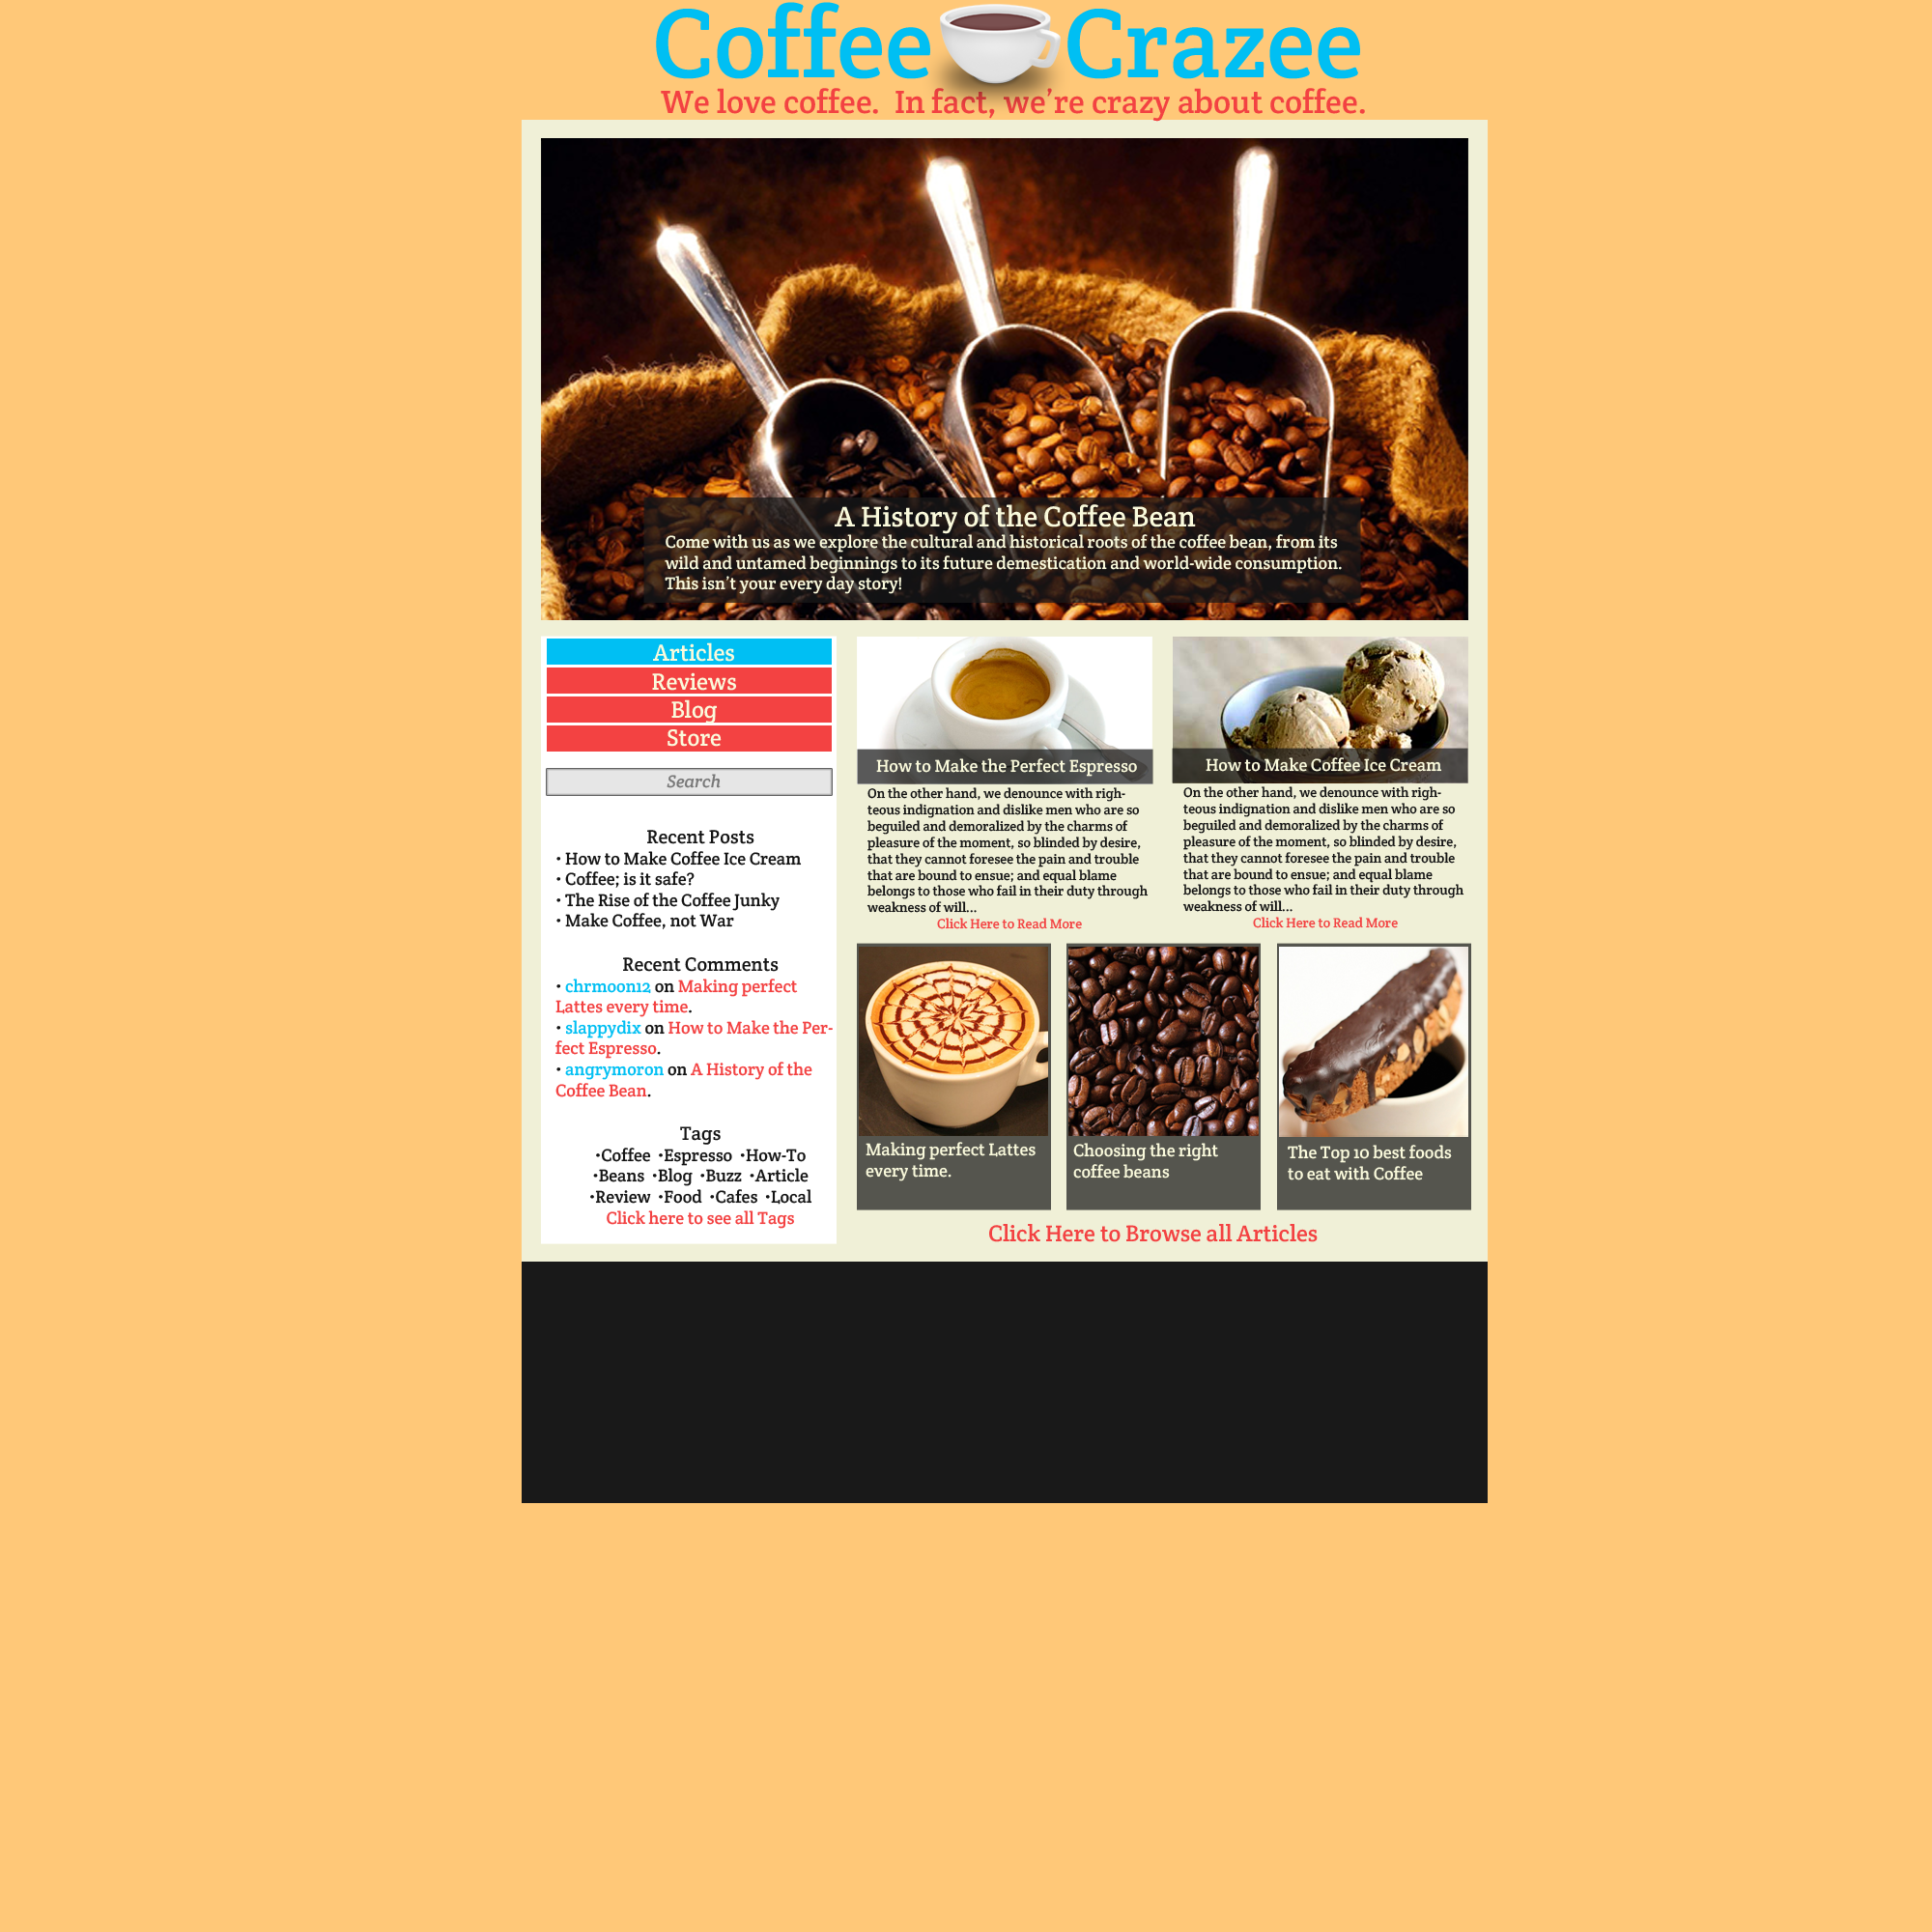 Coffee Crazee
We love coffee.  In fact, we're crazy about coffee.
A History of the Coffee Bean
Come with us as we explore the cultural and historical roots of the coffee bean, from its
wild and untamed beginnings to its future demestication and world-wide consumption.
This isn't your every day story!
Articles
Reviews
Blog
Store
Search
Recent Posts
• How to Make Coffee Ice Cream
• Coffee; is it safe?
• The Rise of the Coffee Junky
• Make Coffee, not War
Recent Comments
• chrmoon12 on Making perfect
Lattes every time.
• slappydix on How to Make the Per-
fect Espresso.
• angrymoron on A History of the
Coffee Bean.
Tags
•Coffee •Espresso •How-To
•Beans •Blog •Buzz •Article
•Review •Food •Cafes •Local
Click here to see all Tags
How to Make the Perfect Espresso
On the other hand, we denounce with righ-
teous indignation and dislike men who are so
beguiled and demoralized by the charms of
pleasure of the moment, so blinded by desire,
that they cannot foresee the pain and trouble
that are bound to ensue; and equal blame
belongs to those who fail in their duty through
weakness of will...
Click Here to Read More
How to Make Coffee Ice Cream
On the other hand, we denounce with righ-
teous indignation and dislike men who are so
beguiled and demoralized by the charms of
pleasure of the moment, so blinded by desire,
that they cannot foresee the pain and trouble
that are bound to ensue; and equal blame
belongs to those who fail in their duty through
weakness of will...
Click Here to Read More
Making perfect Lattes
every time.
Choosing the right
coffee beans
The Top 10 best foods
to eat with Coffee
Click Here to Browse all Articles